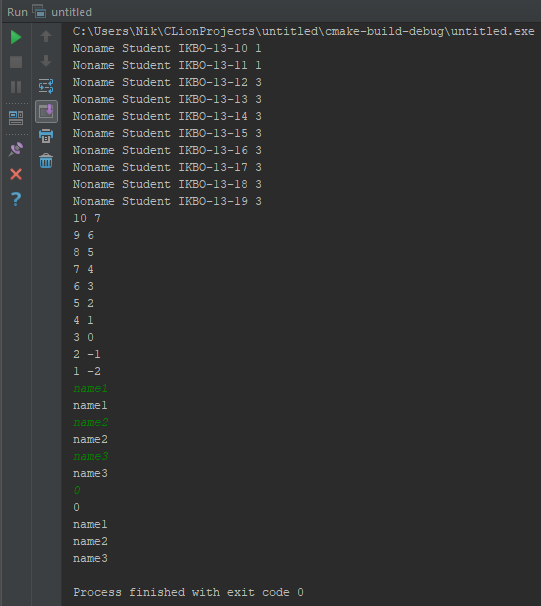 Run untitled
C:\Users\Nik\CLionProjects\untitled\cmake-build-debug\untitled.exe
Noname Student IKBO-13-10 1
Noname Student IKBO-13-11 1
Noname Student IKBO-13-12 3
Noname Student IKBO-13-13 3
Noname Student IKBO-13-14 3
Noname Student IKBO-13-15 3
Noname Student IKBO-13-16 3
Noname Student IKBO-13-17 3
Noname Student IKBO-13-18 3
Noname Student IKBO-13-19 3
10 7
9 6
8 5
7 4
6 3
5 2
4 1
3 0
2 -1
1 -2
name1
name1
name2
name2
name3
name3
0
0
name1
name2
name3
Process finished with exit code 0